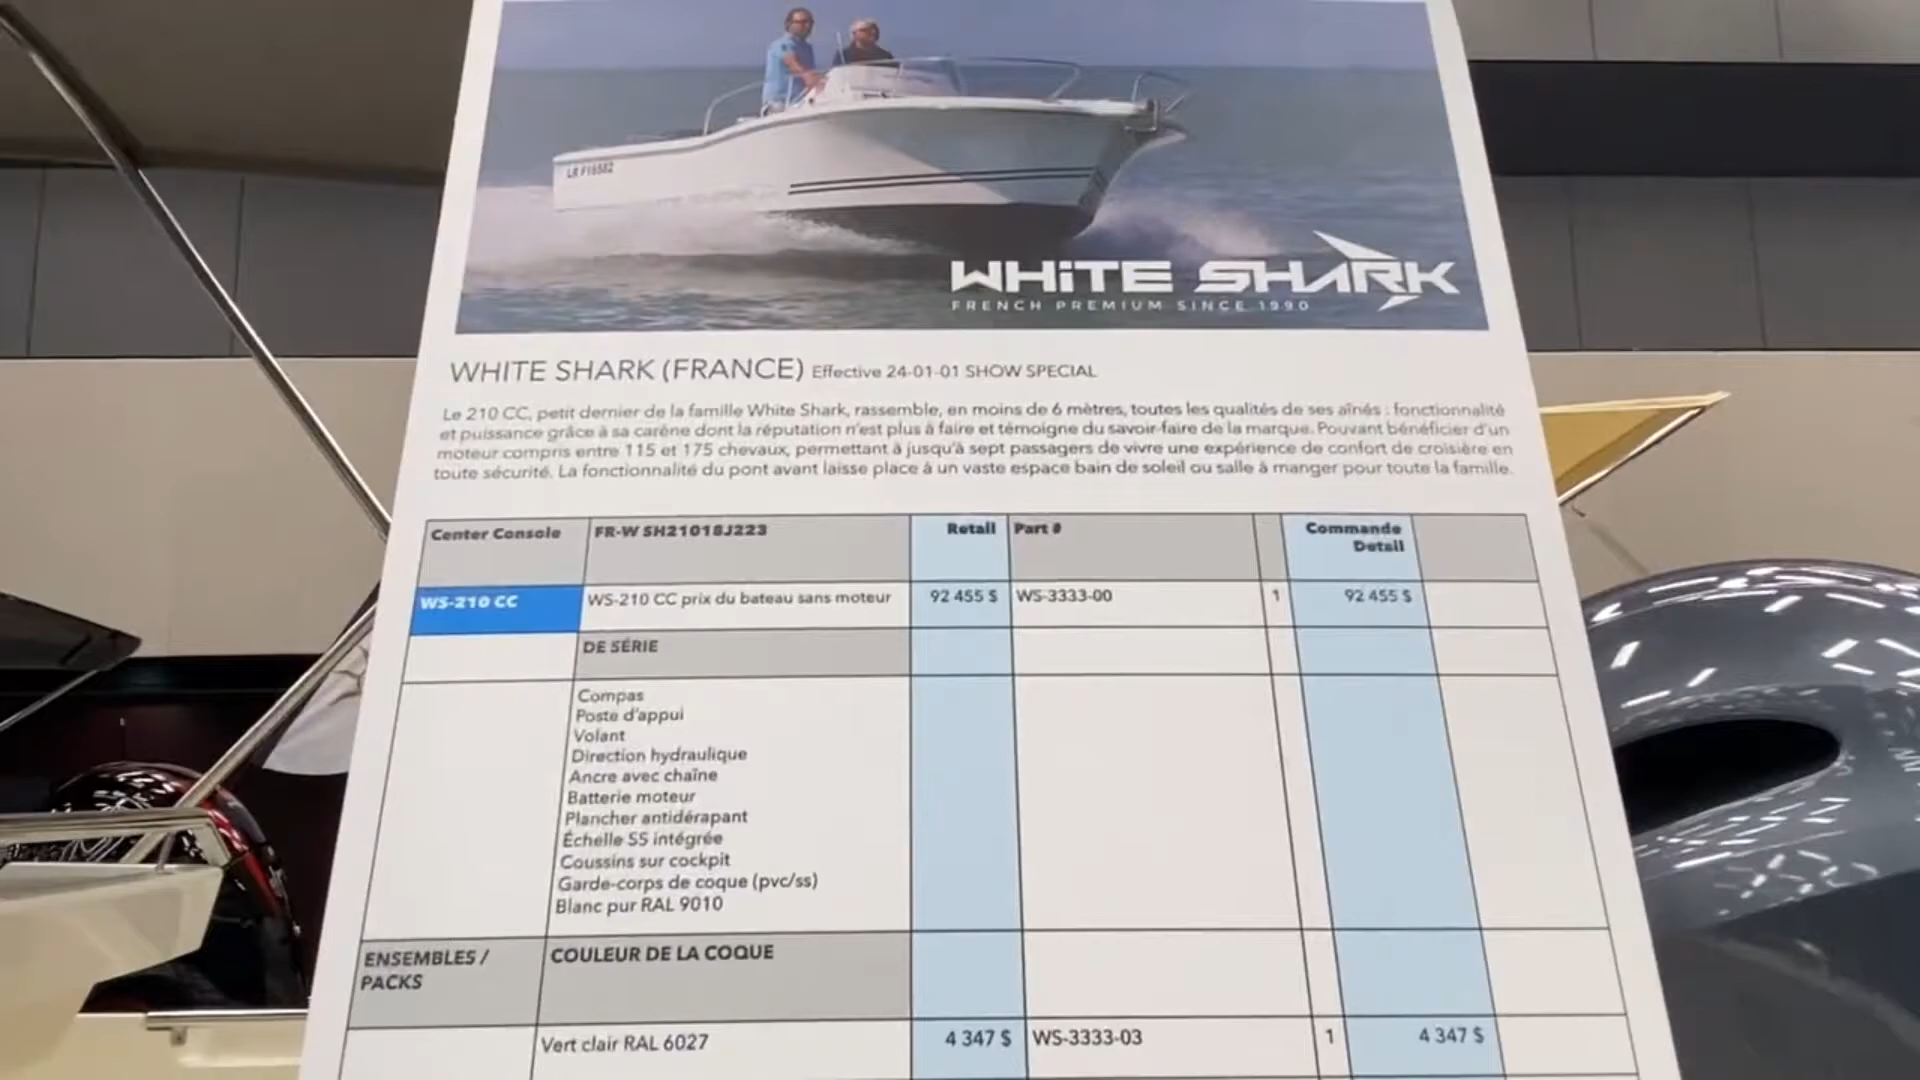 LR F18582
WHiTE SHARK
FRENCH PREMIUM SINCE 1990
WHITE SHARK (FRANCE) Effective 24-01-01 SHOW SPECIAL
Le 210 CC, petit dernier de la famille White Shark, rassemble, en moins de 6 mètres, toutes les qualités de ses aînés : fonctionnalité
et puissance grâce à sa carène dont la réputation n'est plus à faire et témoigne du savoir-faire de la marque. Pouvant bénéficier d'un
moteur compris entre 115 et 175 chevaux, permettant à jusqu'à sept passagers de vivre une expérience de confort de croisière en
toute sécurité. La fonctionnalité du pont avant laisse place à un vaste espace bain de soleil ou salle à manger pour toute la famille.
Center Console FR-W SH21018J223 Retail Part # Commande
Detail
WS-210 CC WS-210 CC prix du bateau sans moteur 92 455 $ WS-3333-00 1 92 455 $
DE SÉRIE
Compas
Poste d'appui
Volant
Direction hydraulique
Ancre avec chaîne
Batterie moteur
Plancher antidérapant
Échelle SS intégrée
Coussins sur cockpit
Garde-corps de coque (pvc/ss)
Blanc pur RAL 9010
ENSEMBLES / COULEUR DE LA COQUE
PACKS
Vert clair RAL 6027 4 347 $ WS-3333-03 1 4 347 $